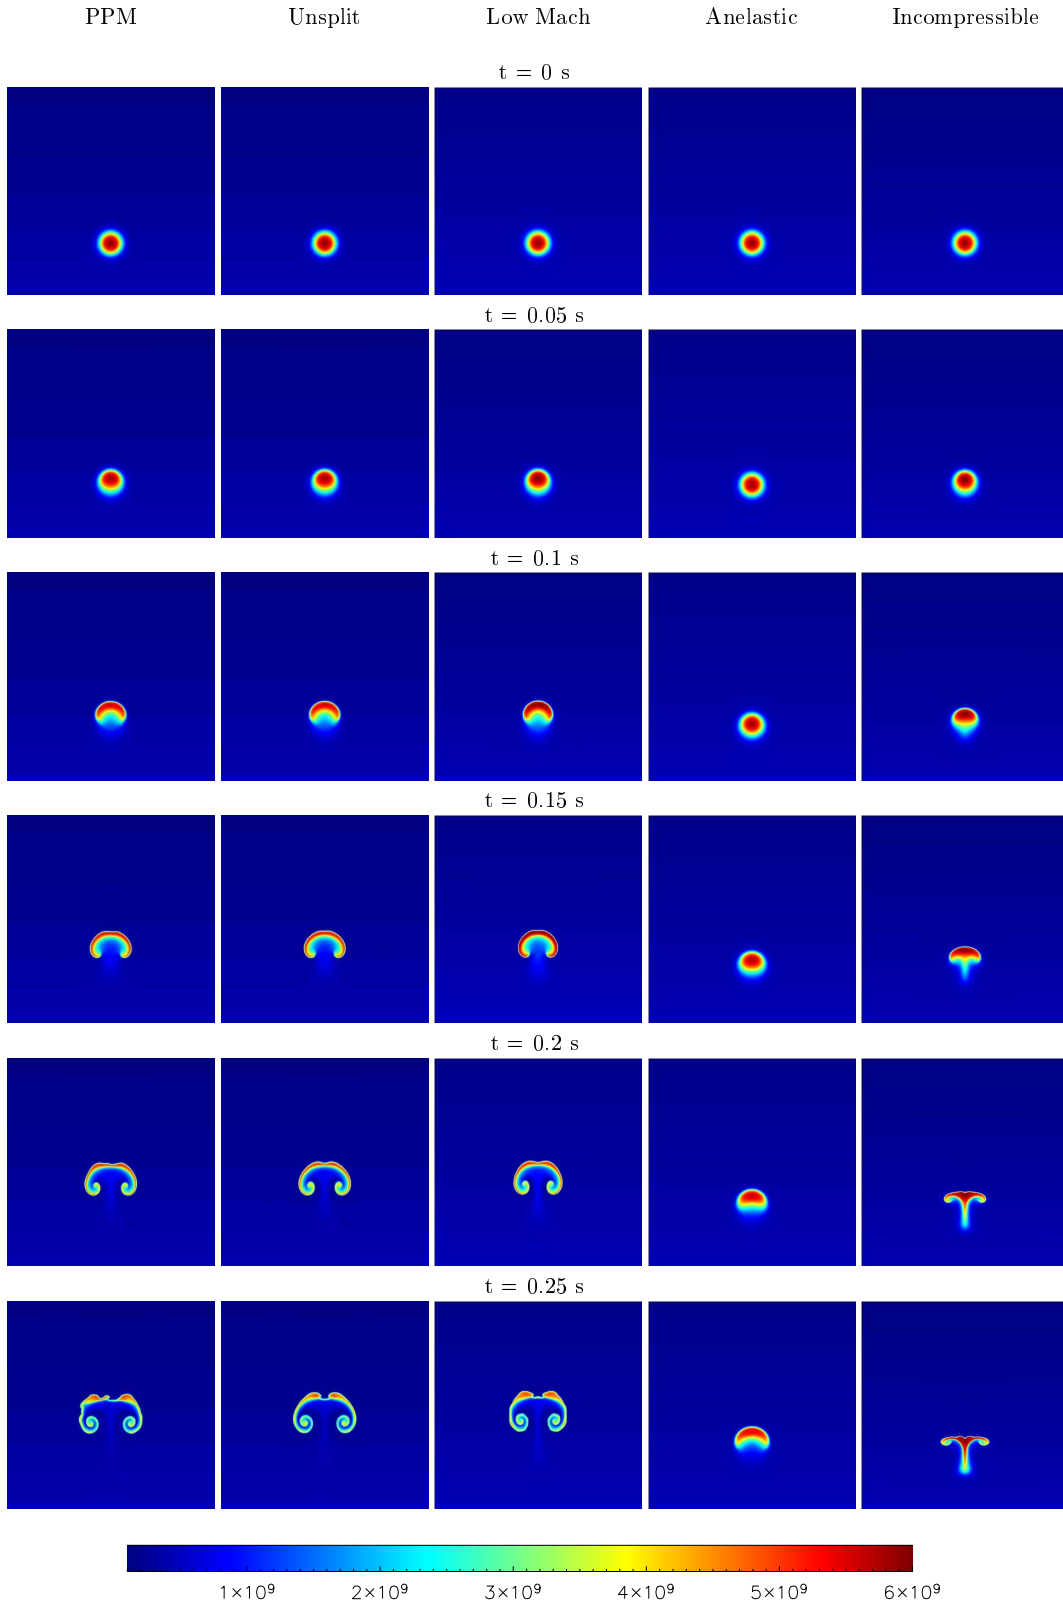 PPM Unsplit Low Mach Anelastic Incompressible
t = 0 s
t = 0.05 s
t = 0.1 s
t = 0.15 s
t = 0.2 s
t = 0.25 s
1×10⁹ 2×10⁹ 3×10⁹ 4×10⁹ 5×10⁹ 6×10⁹